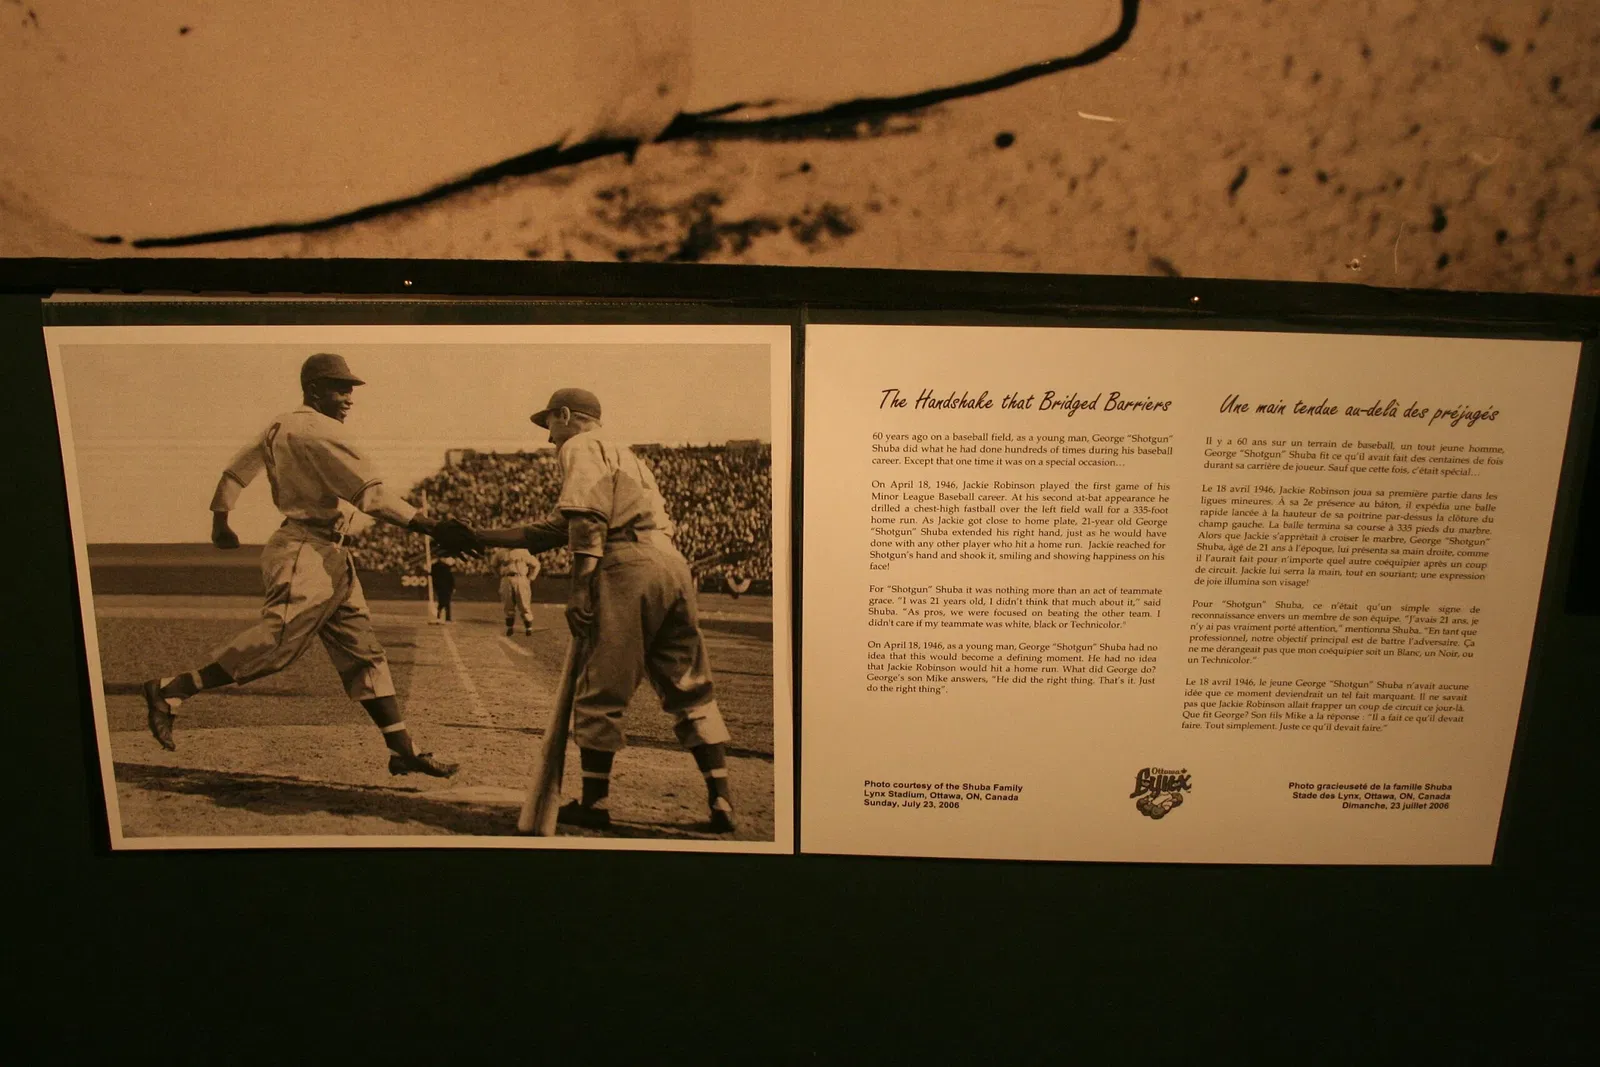 9
300
The Handshake that Bridged Barriers
60 years ago on a baseball field, as a young man, George "Shotgun"
Shuba did what he had done hundreds of times during his baseball
career. Except that one time it was on a special occasion…
On April 18, 1946, Jackie Robinson played the first game of his
Minor League Baseball career. At his second at-bat appearance he
drilled a chest-high fastball over the left field wall for a 335-foot
home run. As Jackie got close to home plate, 21-year old George
"Shotgun" Shuba extended his right hand, just as he would have
done with any other player who hit a home run. Jackie reached for
Shotgun's hand and shook it, smiling and showing happiness on his
face!
For "Shotgun" Shuba it was nothing more than an act of teammate
grace. "I was 21 years old, I didn't think that much about it," said
Shuba. "As pros, we were focused on beating the other team. I
didn't care if my teammate was white, black or Technicolor."
On April 18, 1946, as a young man, George "Shotgun" Shuba had no
idea that this would become a defining moment. He had no idea
that Jackie Robinson would hit a home run. What did George do?
George's son Mike answers, "He did the right thing. That's it. Just
do the right thing".
Photo courtesy of the Shuba Family
Lynx Stadium, Ottawa, ON, Canada
Sunday, July 23, 2006
Une main tendue au-delà des préjugés
Il y a 60 ans sur un terrain de baseball, un tout jeune homme,
George "Shotgun" Shuba fit ce qu'il avait fait des centaines de fois
durant sa carrière de joueur. Sauf que cette fois, c'était spécial…
Le 18 avril 1946, Jackie Robinson joua sa première partie dans les
ligues mineures. À sa 2e présence au bâton, il expédia une balle
rapide lancée à la hauteur de sa poitrine par-dessus la clôture du
champ gauche. La balle termina sa course à 335 pieds du marbre.
Alors que Jackie s'apprêtait à croiser le marbre, George "Shotgun"
Shuba, âgé de 21 ans à l'époque, lui présenta sa main droite, comme
il l'aurait fait pour n'importe quel autre coéquipier après un coup
de circuit. Jackie lui serra la main, tout en souriant; une expression
de joie illumina son visage!
Pour "Shotgun" Shuba, ce n'était qu'un simple signe de
reconnaissance envers un membre de son équipe. "J'avais 21 ans, je
n'y ai pas vraiment porté attention," mentionna Shuba. "En tant que
professionnel, notre objectif principal est de battre l'adversaire. Ça
ne me dérangeait pas que mon coéquipier soit un Blanc, un Noir, ou
un Technicolor."
Le 18 avril 1946, le jeune George "Shotgun" Shuba n'avait aucune
idée que ce moment deviendrait un tel fait marquant. Il ne savait
pas que Jackie Robinson allait frapper un coup de circuit ce jour-là.
Que fit George? Son fils Mike a la réponse : "Il a fait ce qu'il devait
faire. Tout simplement. Juste ce qu'il devait faire."
Photo gracieuseté de la famille Shuba
Stade des Lynx, Ottawa, ON, Canada
Dimanche, 23 juillet 2006
Ottawa
Lynx